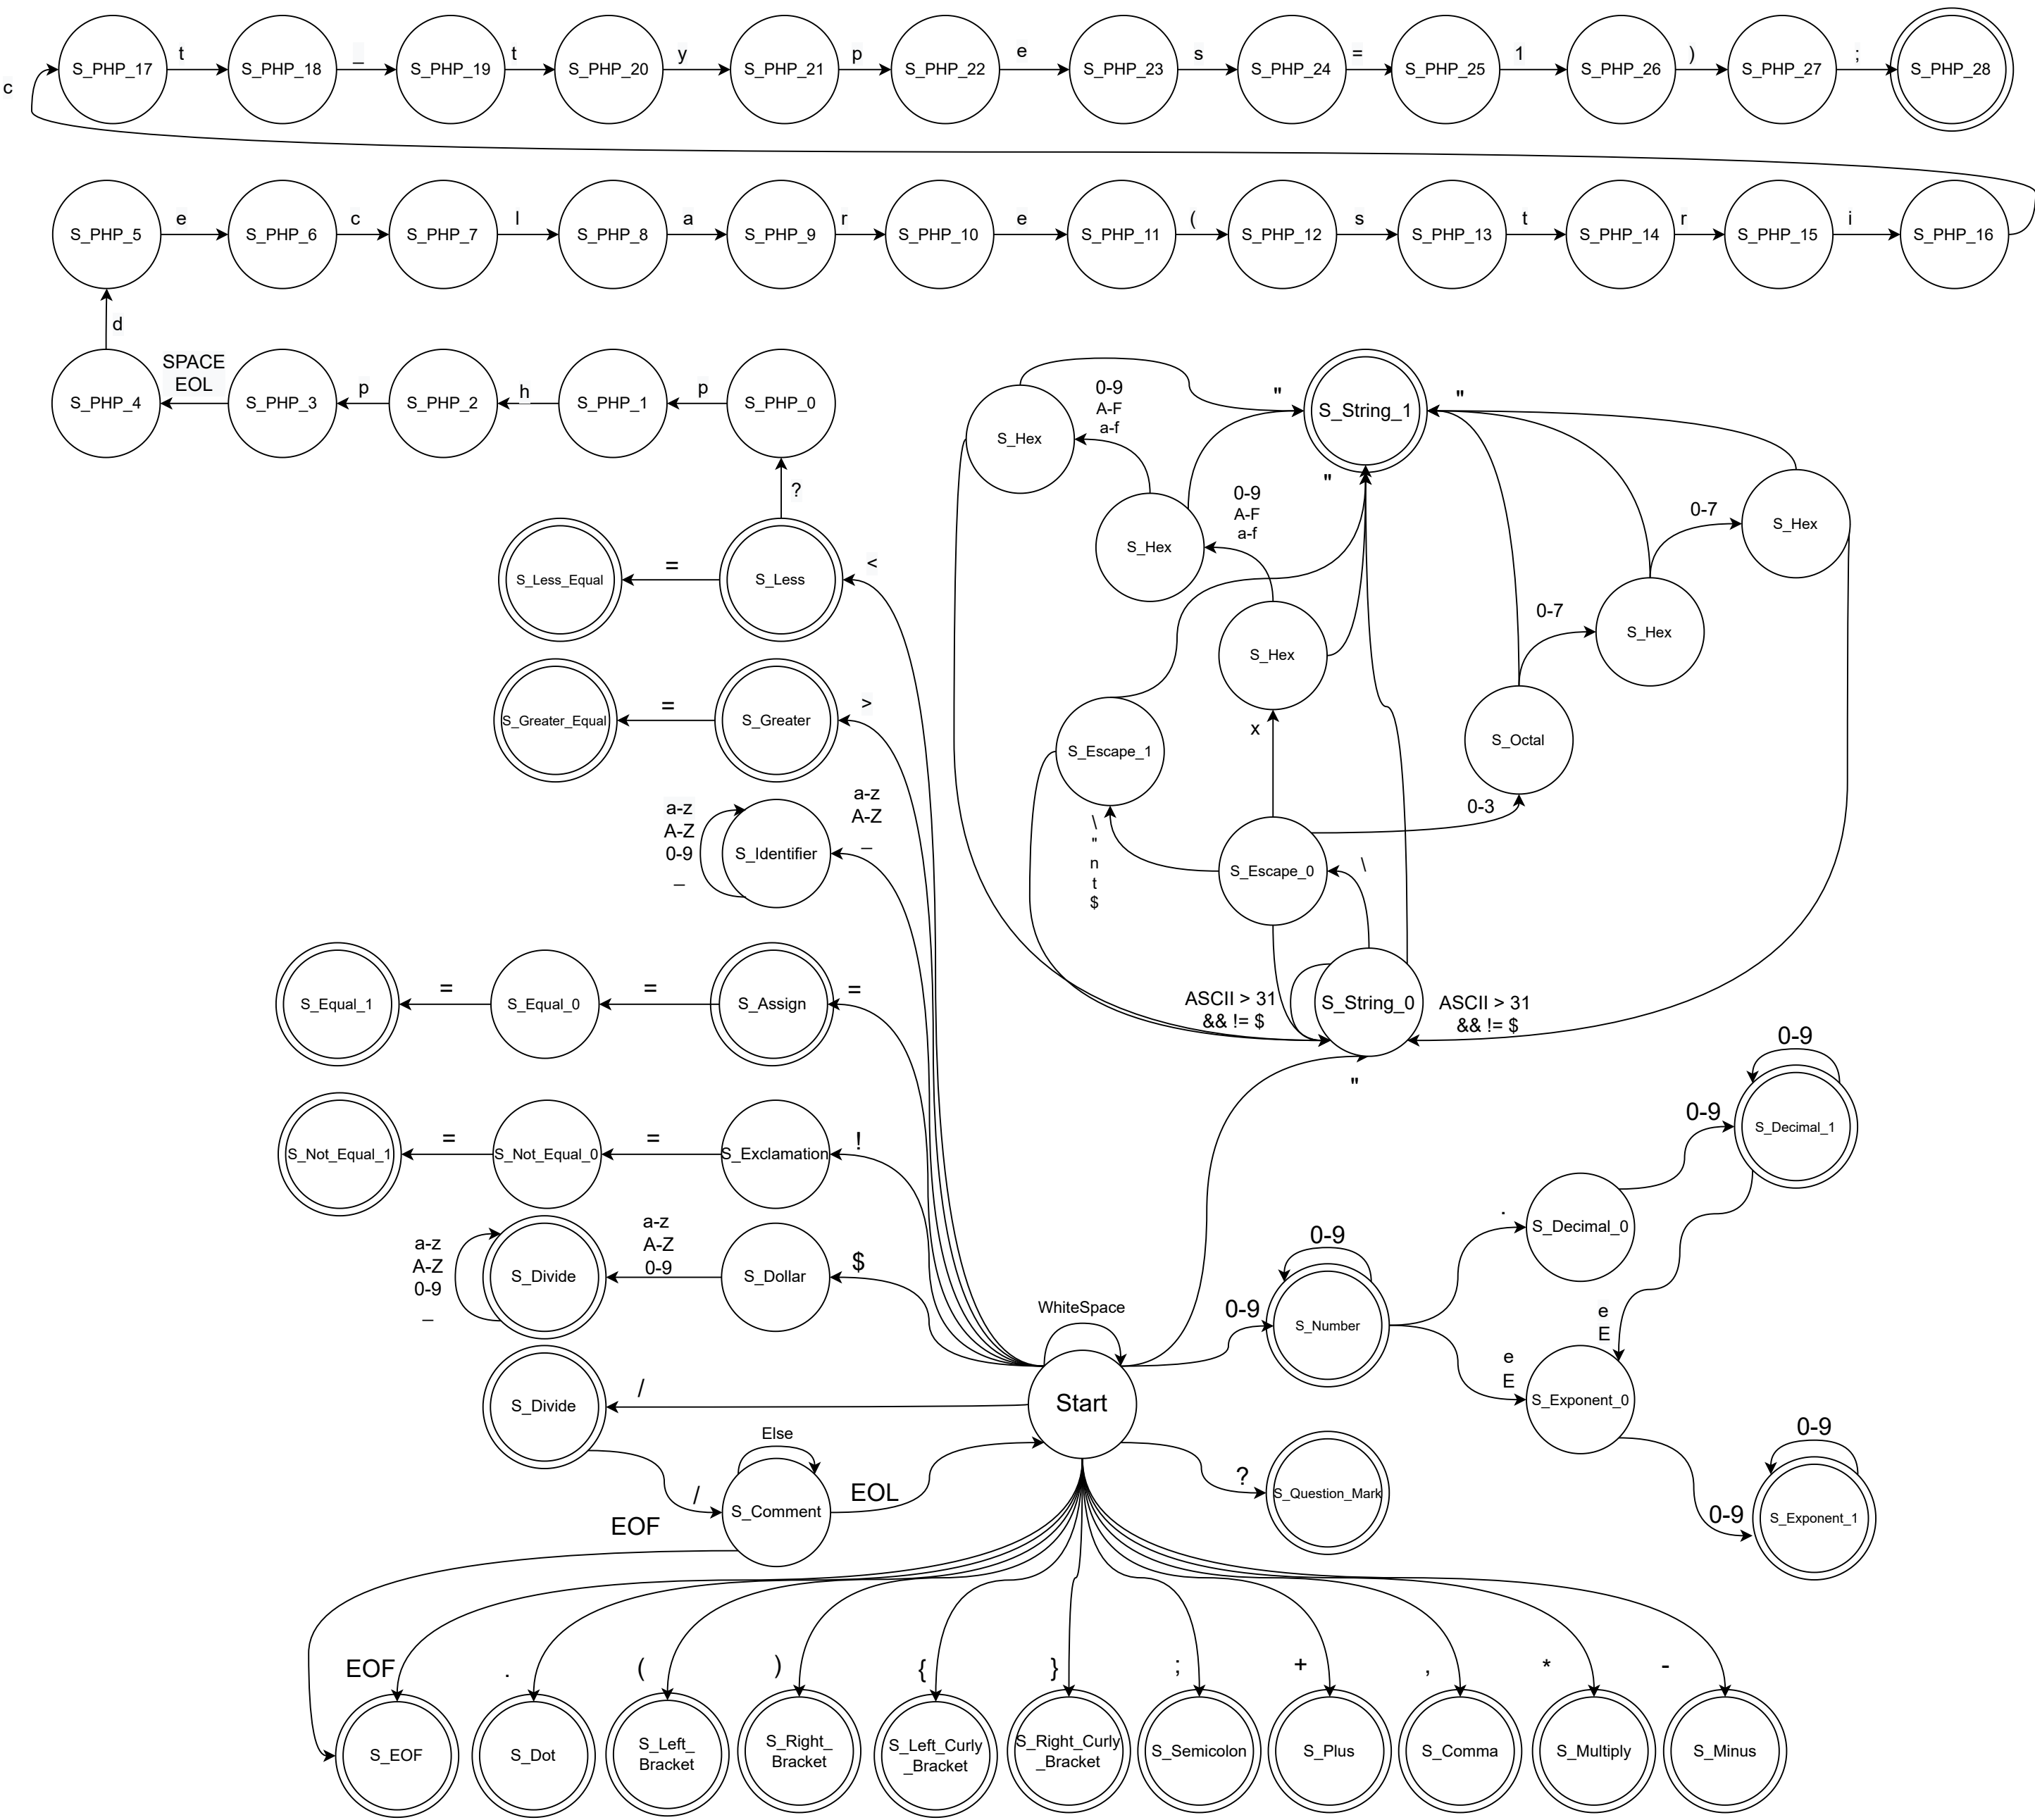 c
S_PHP_17
t
S_PHP_18
_
S_PHP_19
t
S_PHP_20
y
S_PHP_21
p
S_PHP_22
e
S_PHP_23
s
S_PHP_24
=
S_PHP_25
1
S_PHP_26
)
S_PHP_27
;
S_PHP_28
S_PHP_5
e
S_PHP_6
c
S_PHP_7
l
S_PHP_8
a
S_PHP_9
r
S_PHP_10
e
S_PHP_11
(
S_PHP_12
s
S_PHP_13
t
S_PHP_14
r
S_PHP_15
i
S_PHP_16
d
S_PHP_4
SPACE
EOL
S_PHP_3
p
S_PHP_2
h
S_PHP_1
p
S_PHP_0
?
S_Less_Equal
=
S_Less
<
S_Greater_Equal
=
S_Greater
>
a-z
A-Z
0-9
_
S_Identifier
a-z
A-Z
_
S_Equal_1
=
S_Equal_0
=
S_Assign
=
S_Not_Equal_1
=
S_Not_Equal_0
=
S_Exclamation
!
a-z
A-Z
0-9
_
S_Divide
a-z
A-Z
0-9
S_Dollar
$
S_Divide
/
/
Else
S_Comment
EOL
EOF
S_Hex
0-9
A-F
a-f
"
S_String_1
"
"
S_Hex
0-9
A-F
a-f
S_Hex
0-7
S_Hex
0-7
S_Hex
S_Escape_1
x
S_Octal
0-3
\
"
n
t
$
S_Escape_0
\
ASCII > 31
&& != $
S_String_0
ASCII > 31
&& != $
"
0-9
S_Decimal_1
0-9
S_Decimal_0
.
0-9
S_Number
0-9
e
E
e
E
S_Exponent_0
0-9
0-9
S_Exponent_1
WhiteSpace
Start
?
S_Question_Mark
EOF
.
(
)
{
}
;
+
,
*
-
S_EOF
S_Dot
S_Left_
Bracket
S_Right_
Bracket
S_Left_Curly
_Bracket
S_Right_Curly
_Bracket
S_Semicolon
S_Plus
S_Comma
S_Multiply
S_Minus